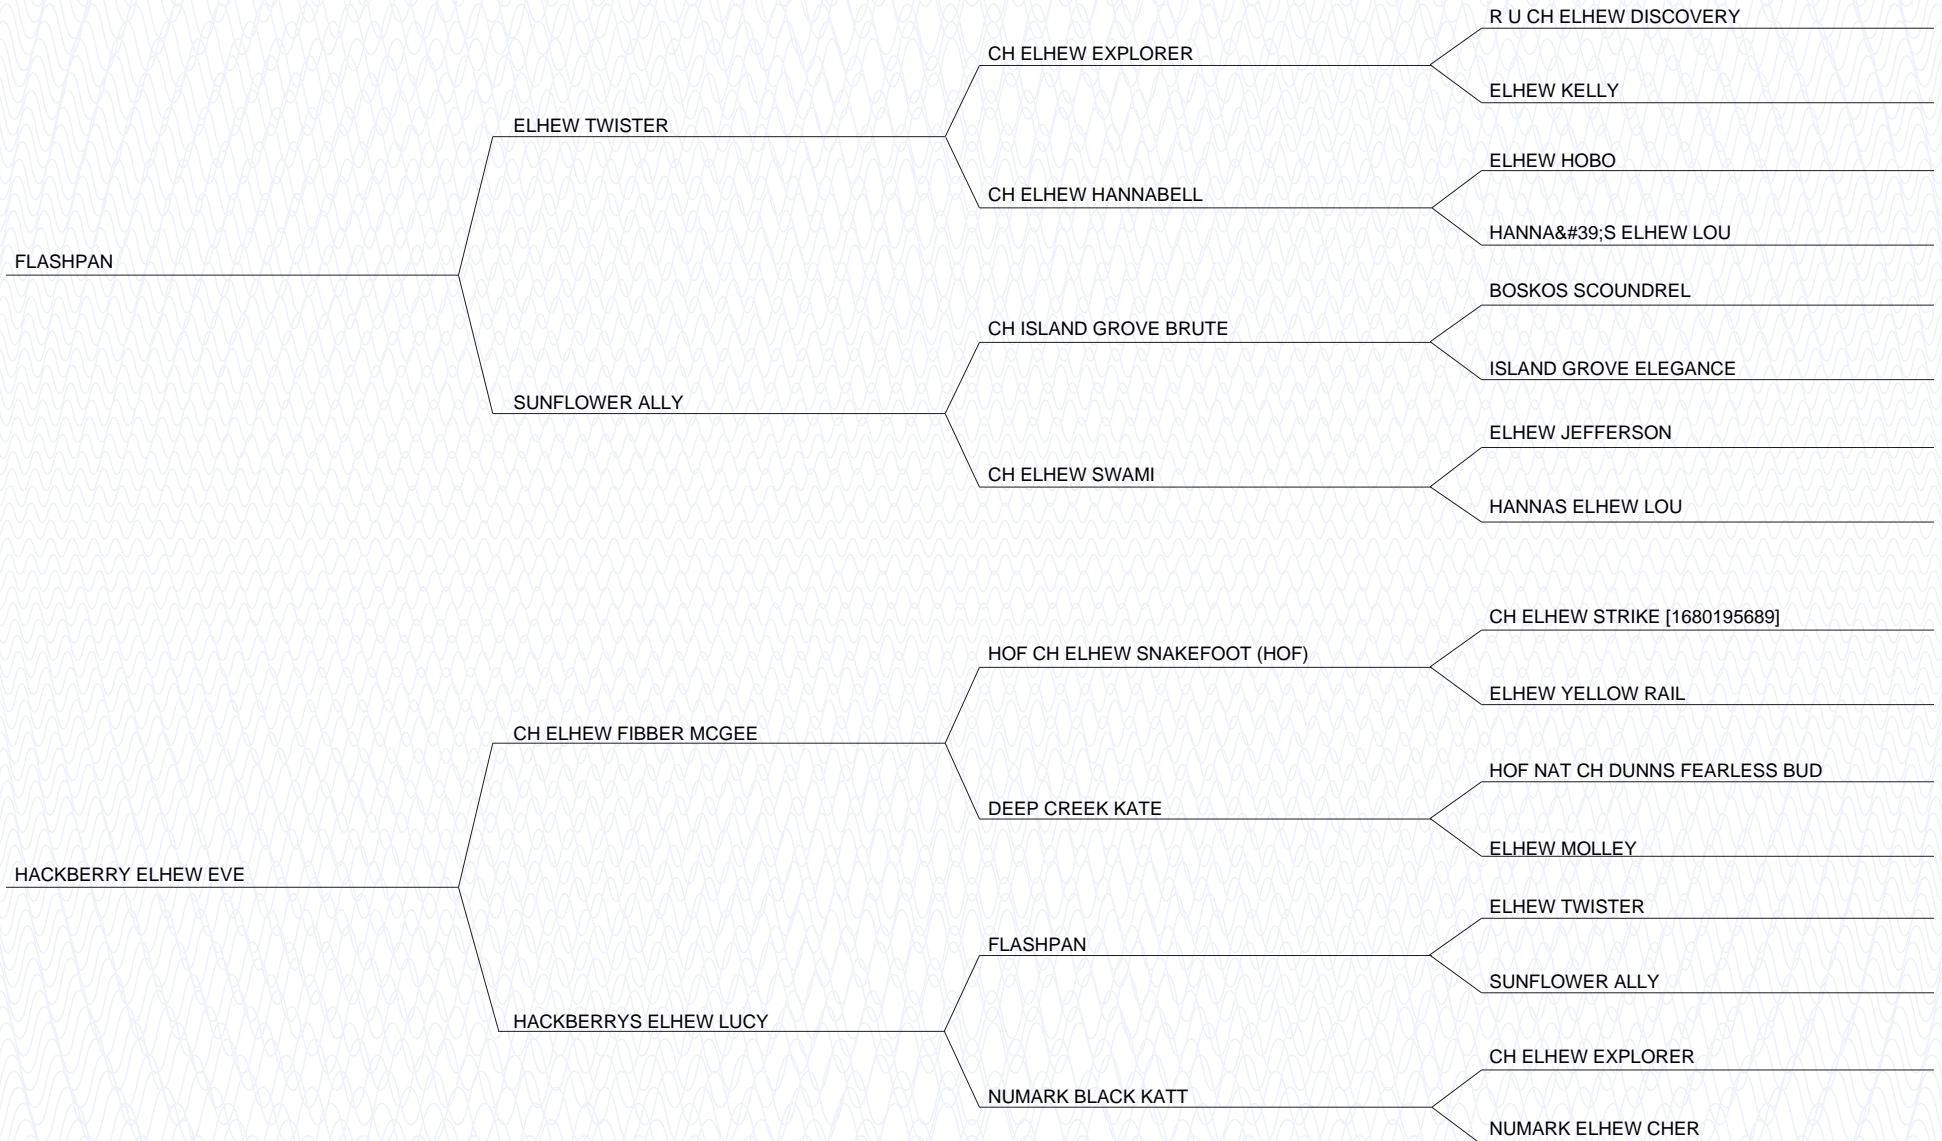 R U CH ELHEW DISCOVERY
CH ELHEW EXPLORER
ELHEW KELLY
ELHEW TWISTER
ELHEW HOBO
CH ELHEW HANNABELL
HANNA&#39;S ELHEW LOU
FLASHPAN
BOSKOS SCOUNDREL
CH ISLAND GROVE BRUTE
ISLAND GROVE ELEGANCE
SUNFLOWER ALLY
ELHEW JEFFERSON
CH ELHEW SWAMI
HANNAS ELHEW LOU
CH ELHEW STRIKE [1680195689]
HOF CH ELHEW SNAKEFOOT (HOF)
ELHEW YELLOW RAIL
CH ELHEW FIBBER MCGEE
HOF NAT CH DUNNS FEARLESS BUD
DEEP CREEK KATE
ELHEW MOLLEY
HACKBERRY ELHEW EVE
ELHEW TWISTER
FLASHPAN
SUNFLOWER ALLY
HACKBERRYS ELHEW LUCY
CH ELHEW EXPLORER
NUMARK BLACK KATT
NUMARK ELHEW CHER